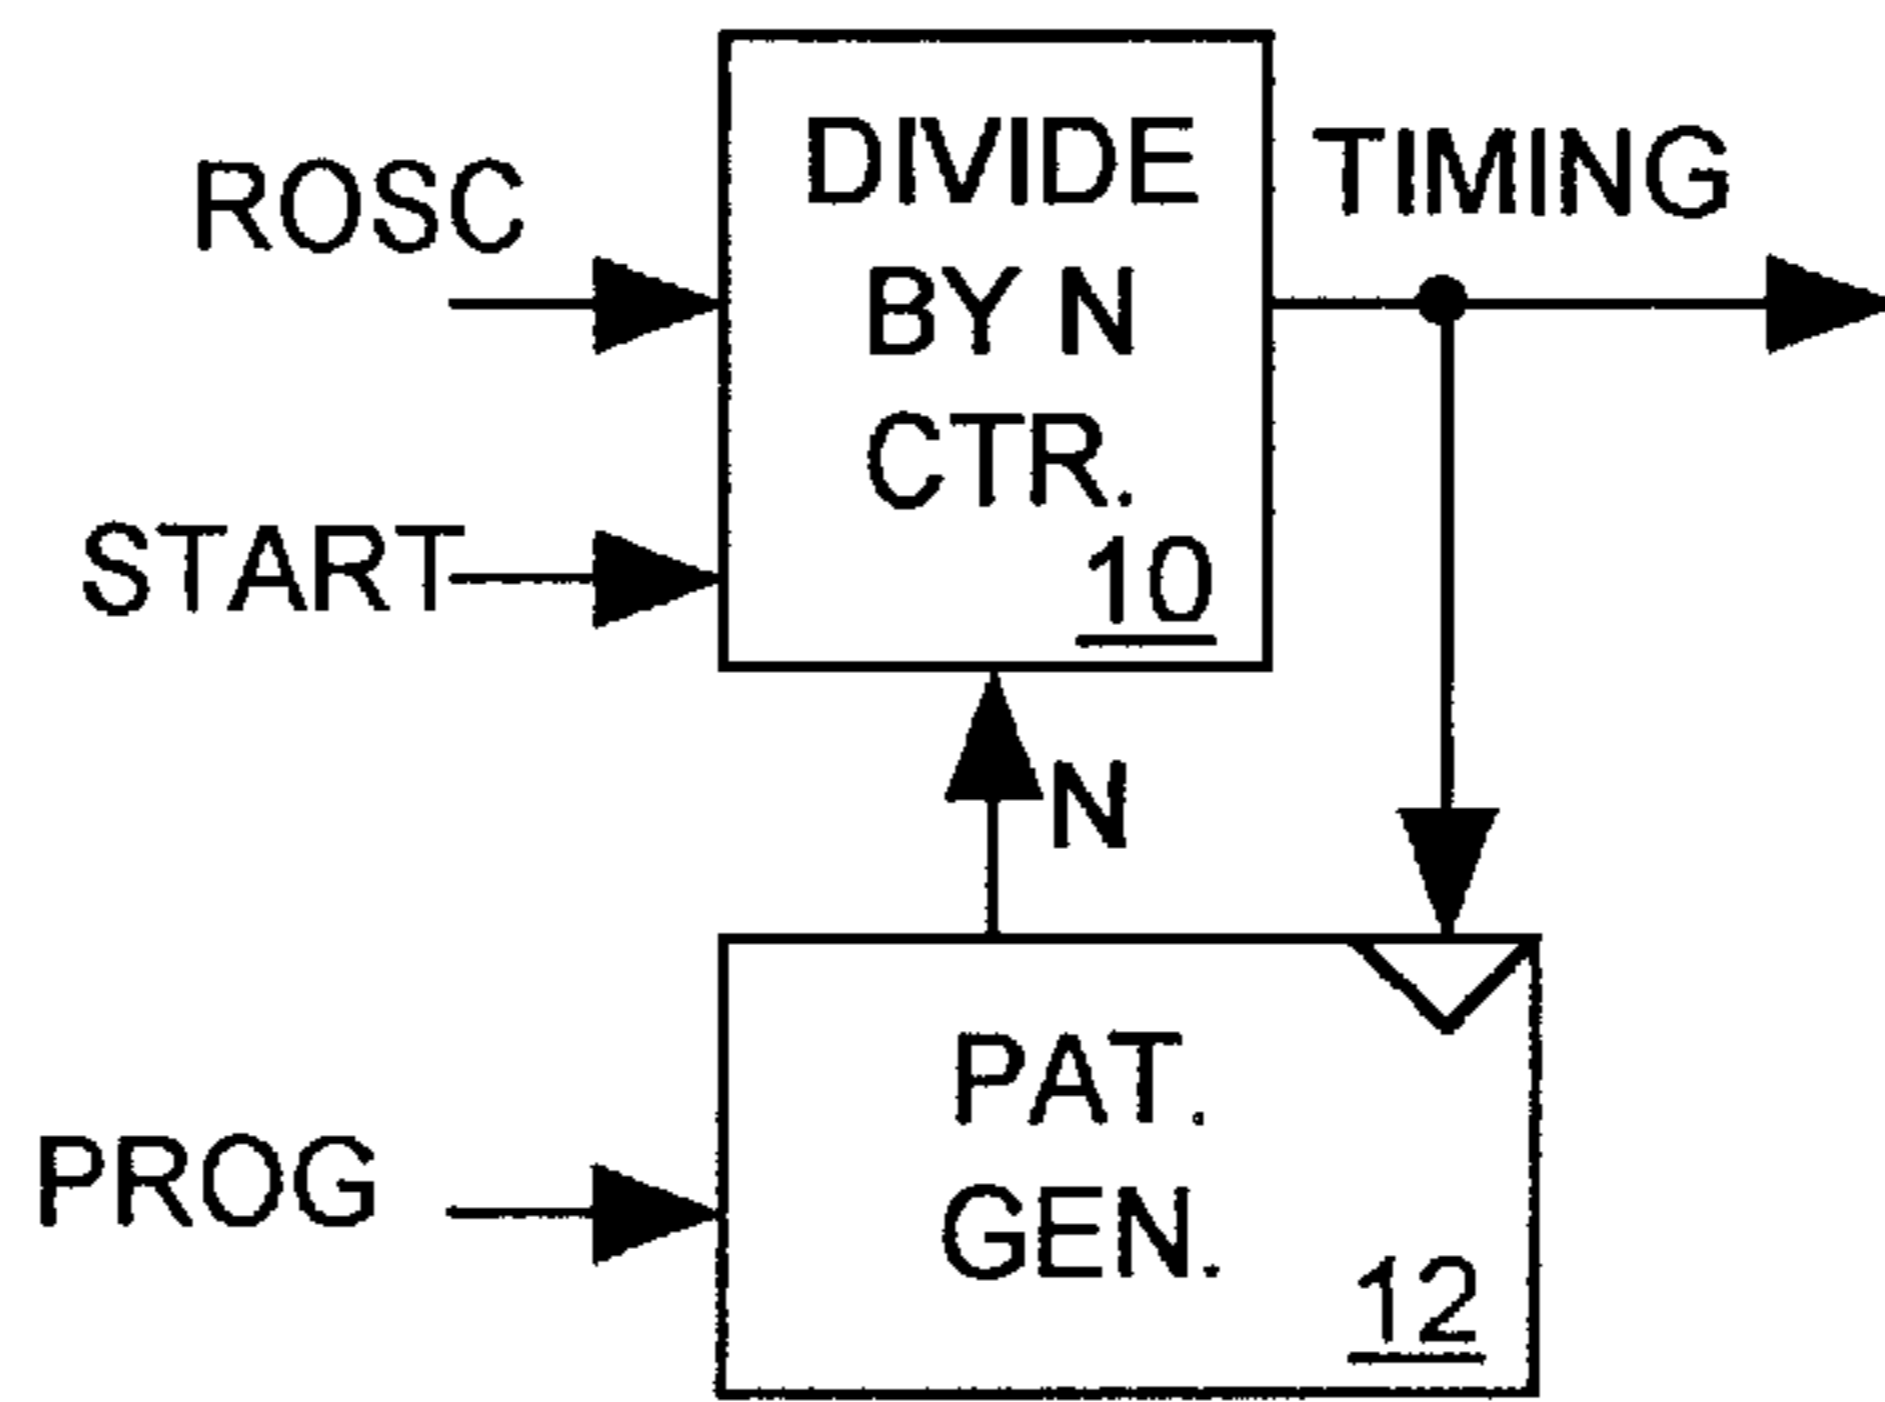 ROSC
START
DIVIDE
BY N
CTR.
10
TIMING
N
PROG
PAT.
GEN.
12